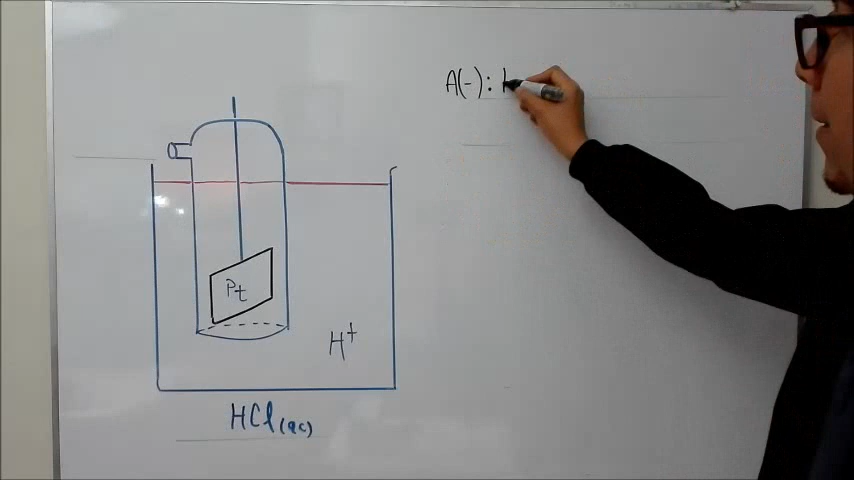 A(-):
Pt
H⁺
HCl(ac)